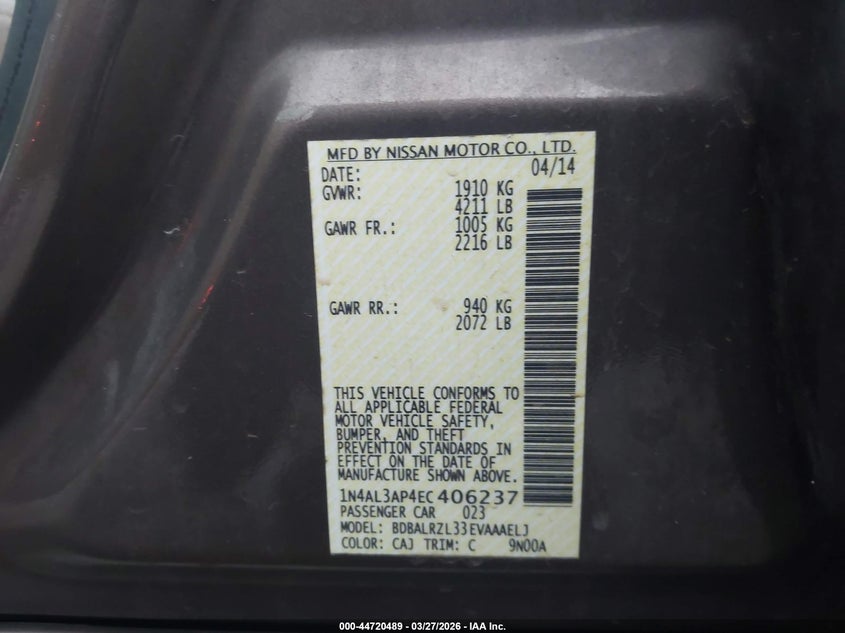 MFD BY NISSAN MOTOR CO., LTD.
DATE: 04/14
GVWR: 1910 KG
4211 LB
GAWR FR.: 1005 KG
2216 LB
GAWR RR.: 940 KG
2072 LB
THIS VEHICLE CONFORMS TO
ALL APPLICABLE FEDERAL
MOTOR VEHICLE SAFETY,
BUMPER, AND THEFT
PREVENTION STANDARDS IN
EFFECT ON THE DATE OF
MANUFACTURE SHOWN ABOVE.
1N4AL3AP4EC406237
PASSENGER CAR 023
MODEL: BDBALRZL33EVAAAELJ
COLOR: CAJ TRIM: C 9N00A
000-44720489 - 03/27/2026 - IAA Inc.